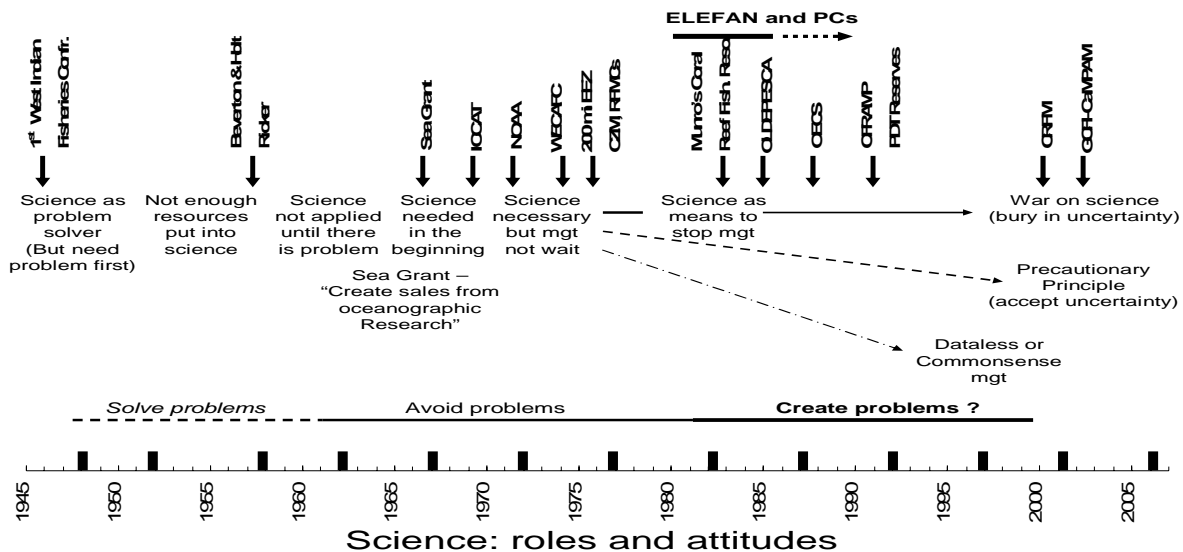 ELEFAN and PCs
1st West Indian
Fisheries Confr.
Beverton & Holt
Ricker
Sea Grant
ICCAT
NOAA
WECAFC
200 mi EEZ
CZM, RFMCs
Munro's Coral
Reef Fish. Reso
OLDEPESCA
OECS
CFRAMP
PDT Reserves
CRFM
GCFI-CaMPAM
Science as
problem
solver
(But need
problem first)
Not enough
resources
put into
science
Science
not applied
until there
is problem
Science
needed
in the
beginning
Sea Grant –
“Create sales from
oceanographic
Research”
Science
necessary
but mgt
not wait
Science as
means to
stop mgt
War on science
(bury in uncertainty)
Precautionary
Principle
(accept uncertainty)
Dataless or
Commonsense
mgt
Solve problems
Avoid problems
Create problems ?
1945
1950
1955
1960
1965
1970
1975
1980
1985
1990
1995
2000
2005
Science: roles and attitudes